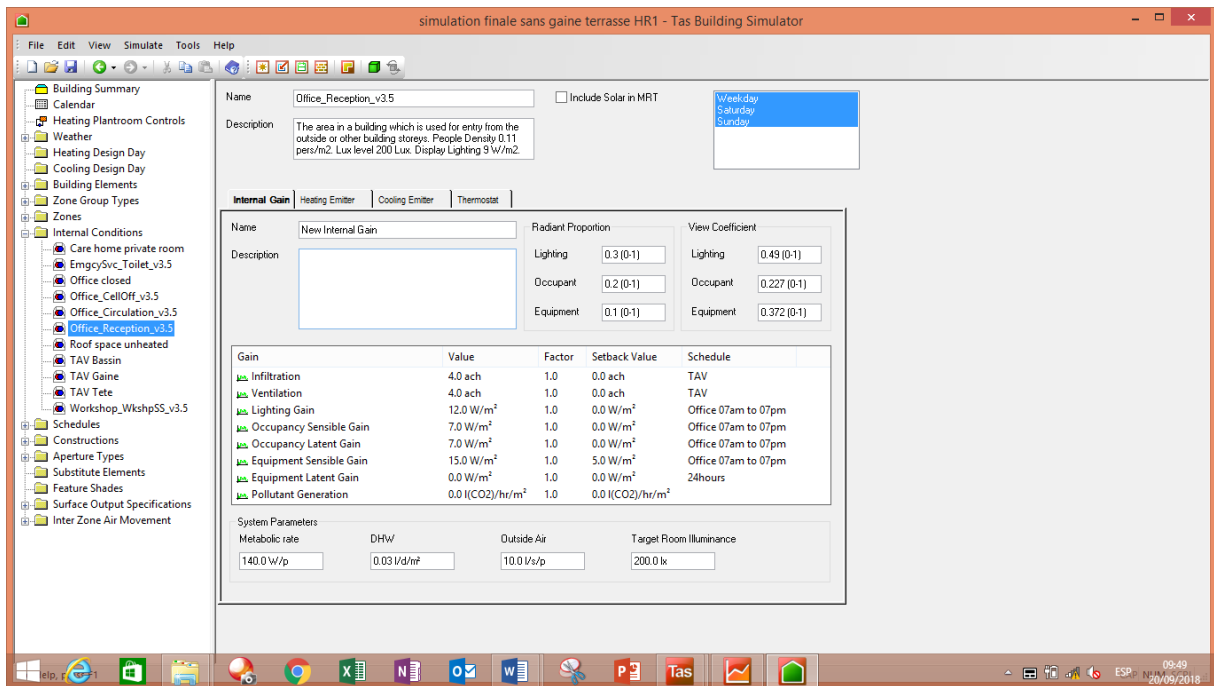 simulation finale sans gaine terrasse HR1 - Tas Building Simulator
File Edit View Simulate Tools Help
Building Summary
Calendar
Heating Plantroom Controls
Weather
Heating Design Day
Cooling Design Day
Building Elements
Zone Group Types
Zones
Internal Conditions
Care home private room
EmgcySvc_Toilet_v3.5
Office closed
Office_CellOff_v3.5
Office_Circulation_v3.5
Office_Reception_v3.5
Roof space unheated
TAV Bassin
TAV Gaine
TAV Tete
Workshop_WkshpSS_v3.5
Schedules
Constructions
Aperture Types
Substitute Elements
Feature Shades
Surface Output Specifications
Inter Zone Air Movement
Name Office_Reception_v3.5 Include Solar in MRT
Weekday
Saturday
Sunday
Description The area in a building which is used for entry from the
outside or other building storeys. People Density 0.11
pers/m2. Lux level 200 Lux. Display Lighting 9 W/m2.
Internal Gain Heating Emitter Cooling Emitter Thermostat
Name New Internal Gain
Description
Radiant Proportion
Lighting 0.3 (0-1)
Occupant 0.2 (0-1)
Equipment 0.1 (0-1)
View Coefficient
Lighting 0.49 (0-1)
Occupant 0.227 (0-1)
Equipment 0.372 (0-1)
Gain Value Factor Setback Value Schedule
Infiltration 4.0 ach 1.0 0.0 ach TAV
Ventilation 4.0 ach 1.0 0.0 ach TAV
Lighting Gain 12.0 W/m² 1.0 0.0 W/m² Office 07am to 07pm
Occupancy Sensible Gain 7.0 W/m² 1.0 0.0 W/m² Office 07am to 07pm
Occupancy Latent Gain 7.0 W/m² 1.0 0.0 W/m² Office 07am to 07pm
Equipment Sensible Gain 15.0 W/m² 1.0 5.0 W/m² Office 07am to 07pm
Equipment Latent Gain 0.0 W/m² 1.0 0.0 W/m² 24hours
Pollutant Generation 0.0 l(CO2)/hr/m² 1.0 0.0 l(CO2)/hr/m²
System Parameters
Metabolic rate DHW Outside Air Target Room Illuminance
140.0 W/p 0.03 l/d/m² 10.0 l/s/p 200.0 lx
Tas
ESP
09:49
20/09/2018